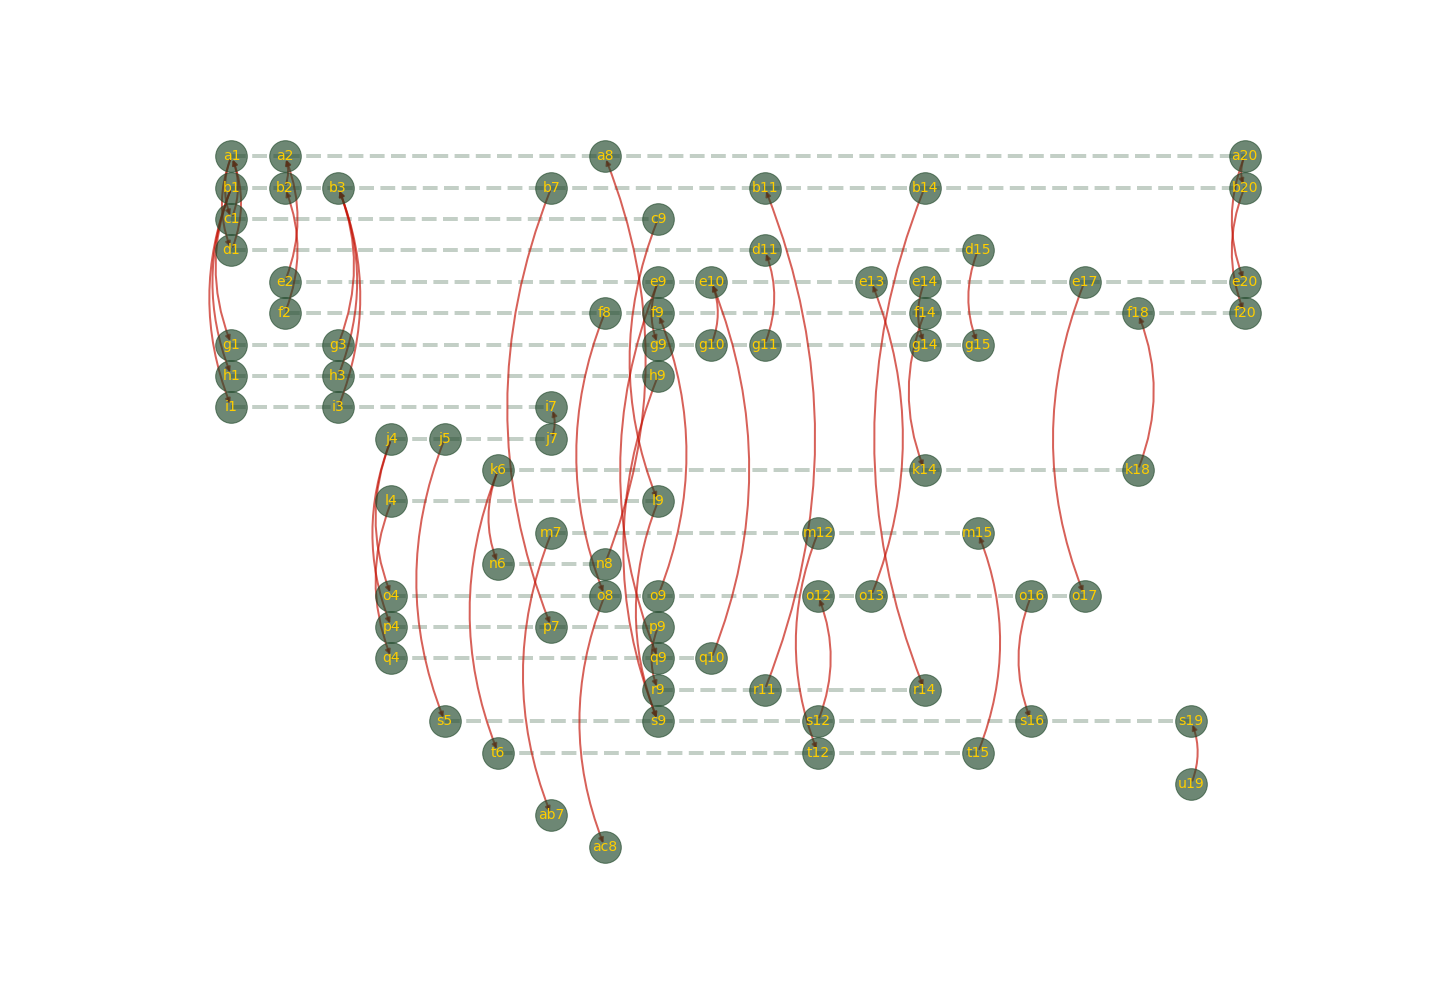 a1 a2 a8 a20
b1 b2 b3 b7 b11 b14 b20
c1 c9
d1 d11 d15
e2 e9 e10 e13 e14 e17 e20
f2 f8 f9 f14 f18 f20
g1 g3 g9 g10 g11 g14 g15
h1 h3 h9
i1 i3 i7
j4 j5 j7
k6 k14 k18
l4 l9
m7 m12 m15
n6 n8
o4 o8 o9 o12 o13 o16 o17
p4 p7 p9
q4 q9 q10
r9 r11 r14
s5 s9 s12 s16 s19
t6 t12 t15
u19
ab7
ac8